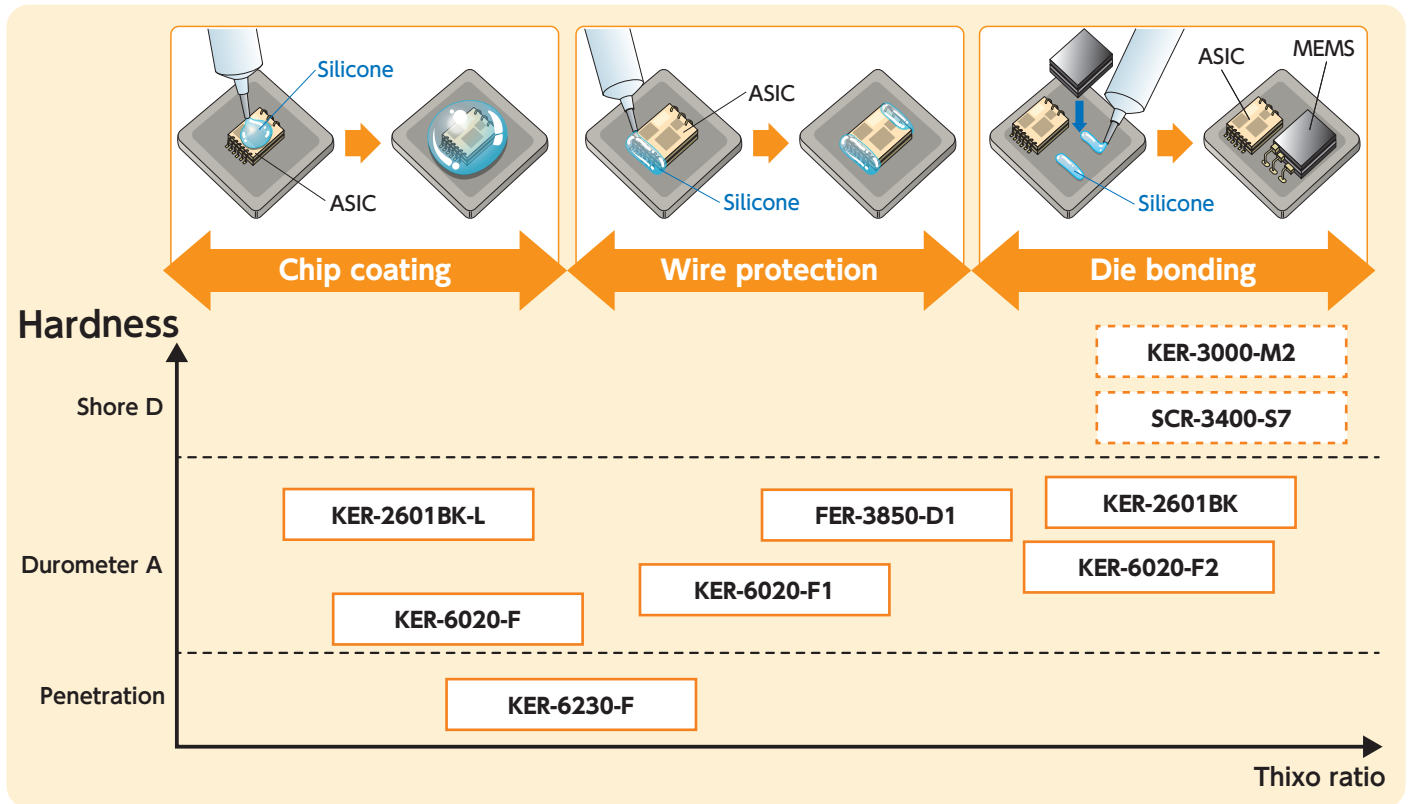 Silicone
ASIC
ASIC
Silicone
ASIC
MEMS
Silicone
Chip coating
Wire protection
Die bonding
Hardness
Shore D
KER-3000-M2
SCR-3400-S7
Durometer A
KER-2601BK-L
FER-3850-D1
KER-2601BK
KER-6020-F
KER-6020-F1
KER-6020-F2
Penetration
KER-6230-F
Thixo ratio